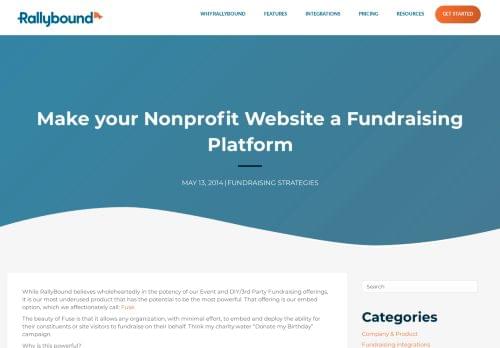 Rallybound
WHY RALLYBOUND
FEATURES
INTEGRATIONS
PRICING
RESOURCES
GET STARTED
Make your Nonprofit Website a Fundraising
Platform
MAY 13, 2014 | FUNDRAISING STRATEGIES
While RallyBound believes wholeheartedly in the potency of our Event and DIY/3rd Party Fundraising offerings,
it is our most underused product that has the potential to be the most powerful. That offering is our embed
option, which we affectionately call: Fuse.
The beauty of Fuse is that it allows any organization, with minimal effort, to embed and deploy the ability for
their constituents or site visitors to fundraise on their behalf. Think my charity:water "Donate my Birthday"
campaign.
Why is this powerful?
Search
Categories
Company & Product
Fundraising Integrations